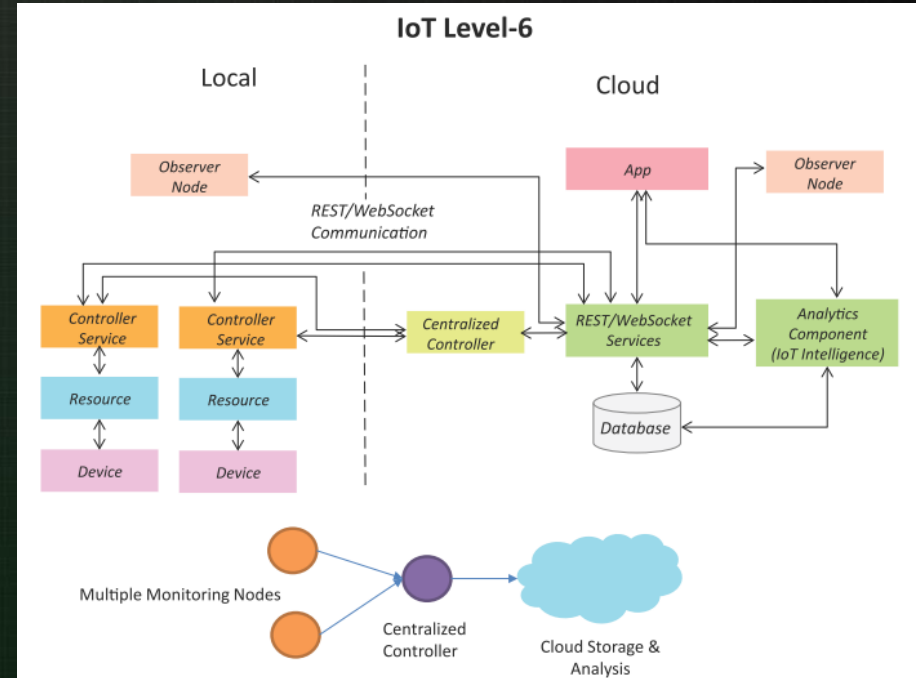 IoT Level-6
Local
Cloud
Observer
Node
App
Observer
Node
REST/WebSocket
Communication
Controller
Service
Controller
Service
Centralized
Controller
REST/WebSocket
Services
Analytics
Component
(IoT Intelligence)
Resource
Resource
Database
Device
Device
Multiple Monitoring Nodes
Centralized
Controller
Cloud Storage &
Analysis